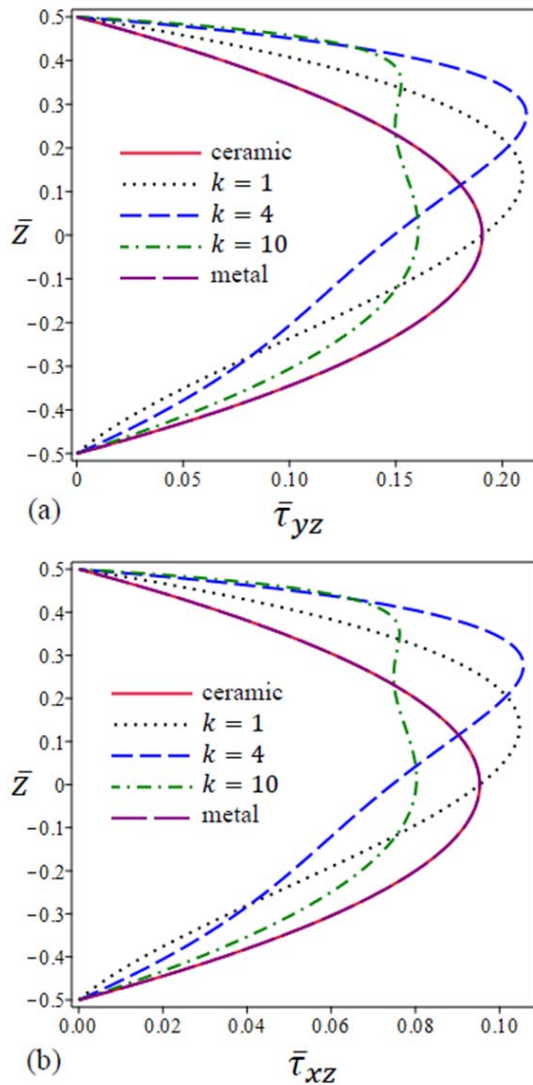 0.5
0.4
0.3
0.2
0.1
0
−0.1
−0.2
−0.3
−0.4
−0.5
z̄
ceramic
k = 1
k = 4
k = 10
metal
0 0.05 0.10 0.15 0.20
(a) τ̄yz
0.5
0.4
0.3
0.2
0.1
0
−0.1
−0.2
−0.3
−0.4
−0.5
z̄
ceramic
k = 1
k = 4
k = 10
metal
0.00 0.02 0.04 0.06 0.08 0.10
(b) τ̄xz